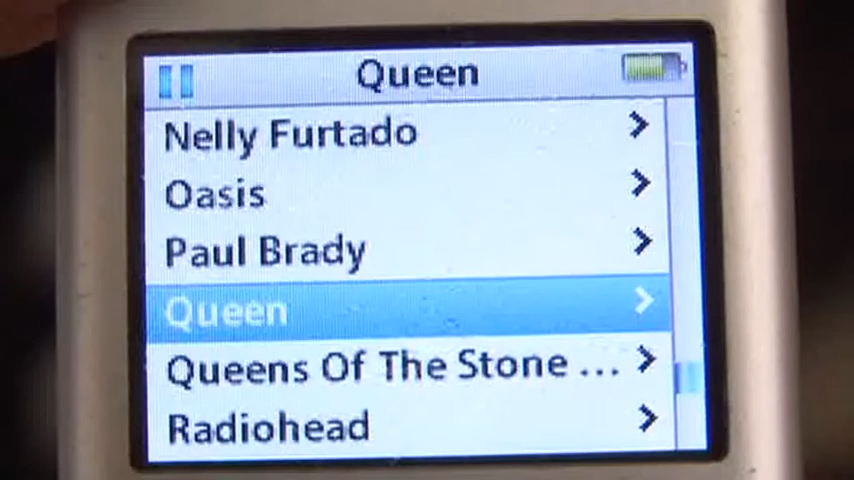 Queen
Nelly Furtado
Oasis
Paul Brady
Queen
Queens Of The Stone ...
Radiohead